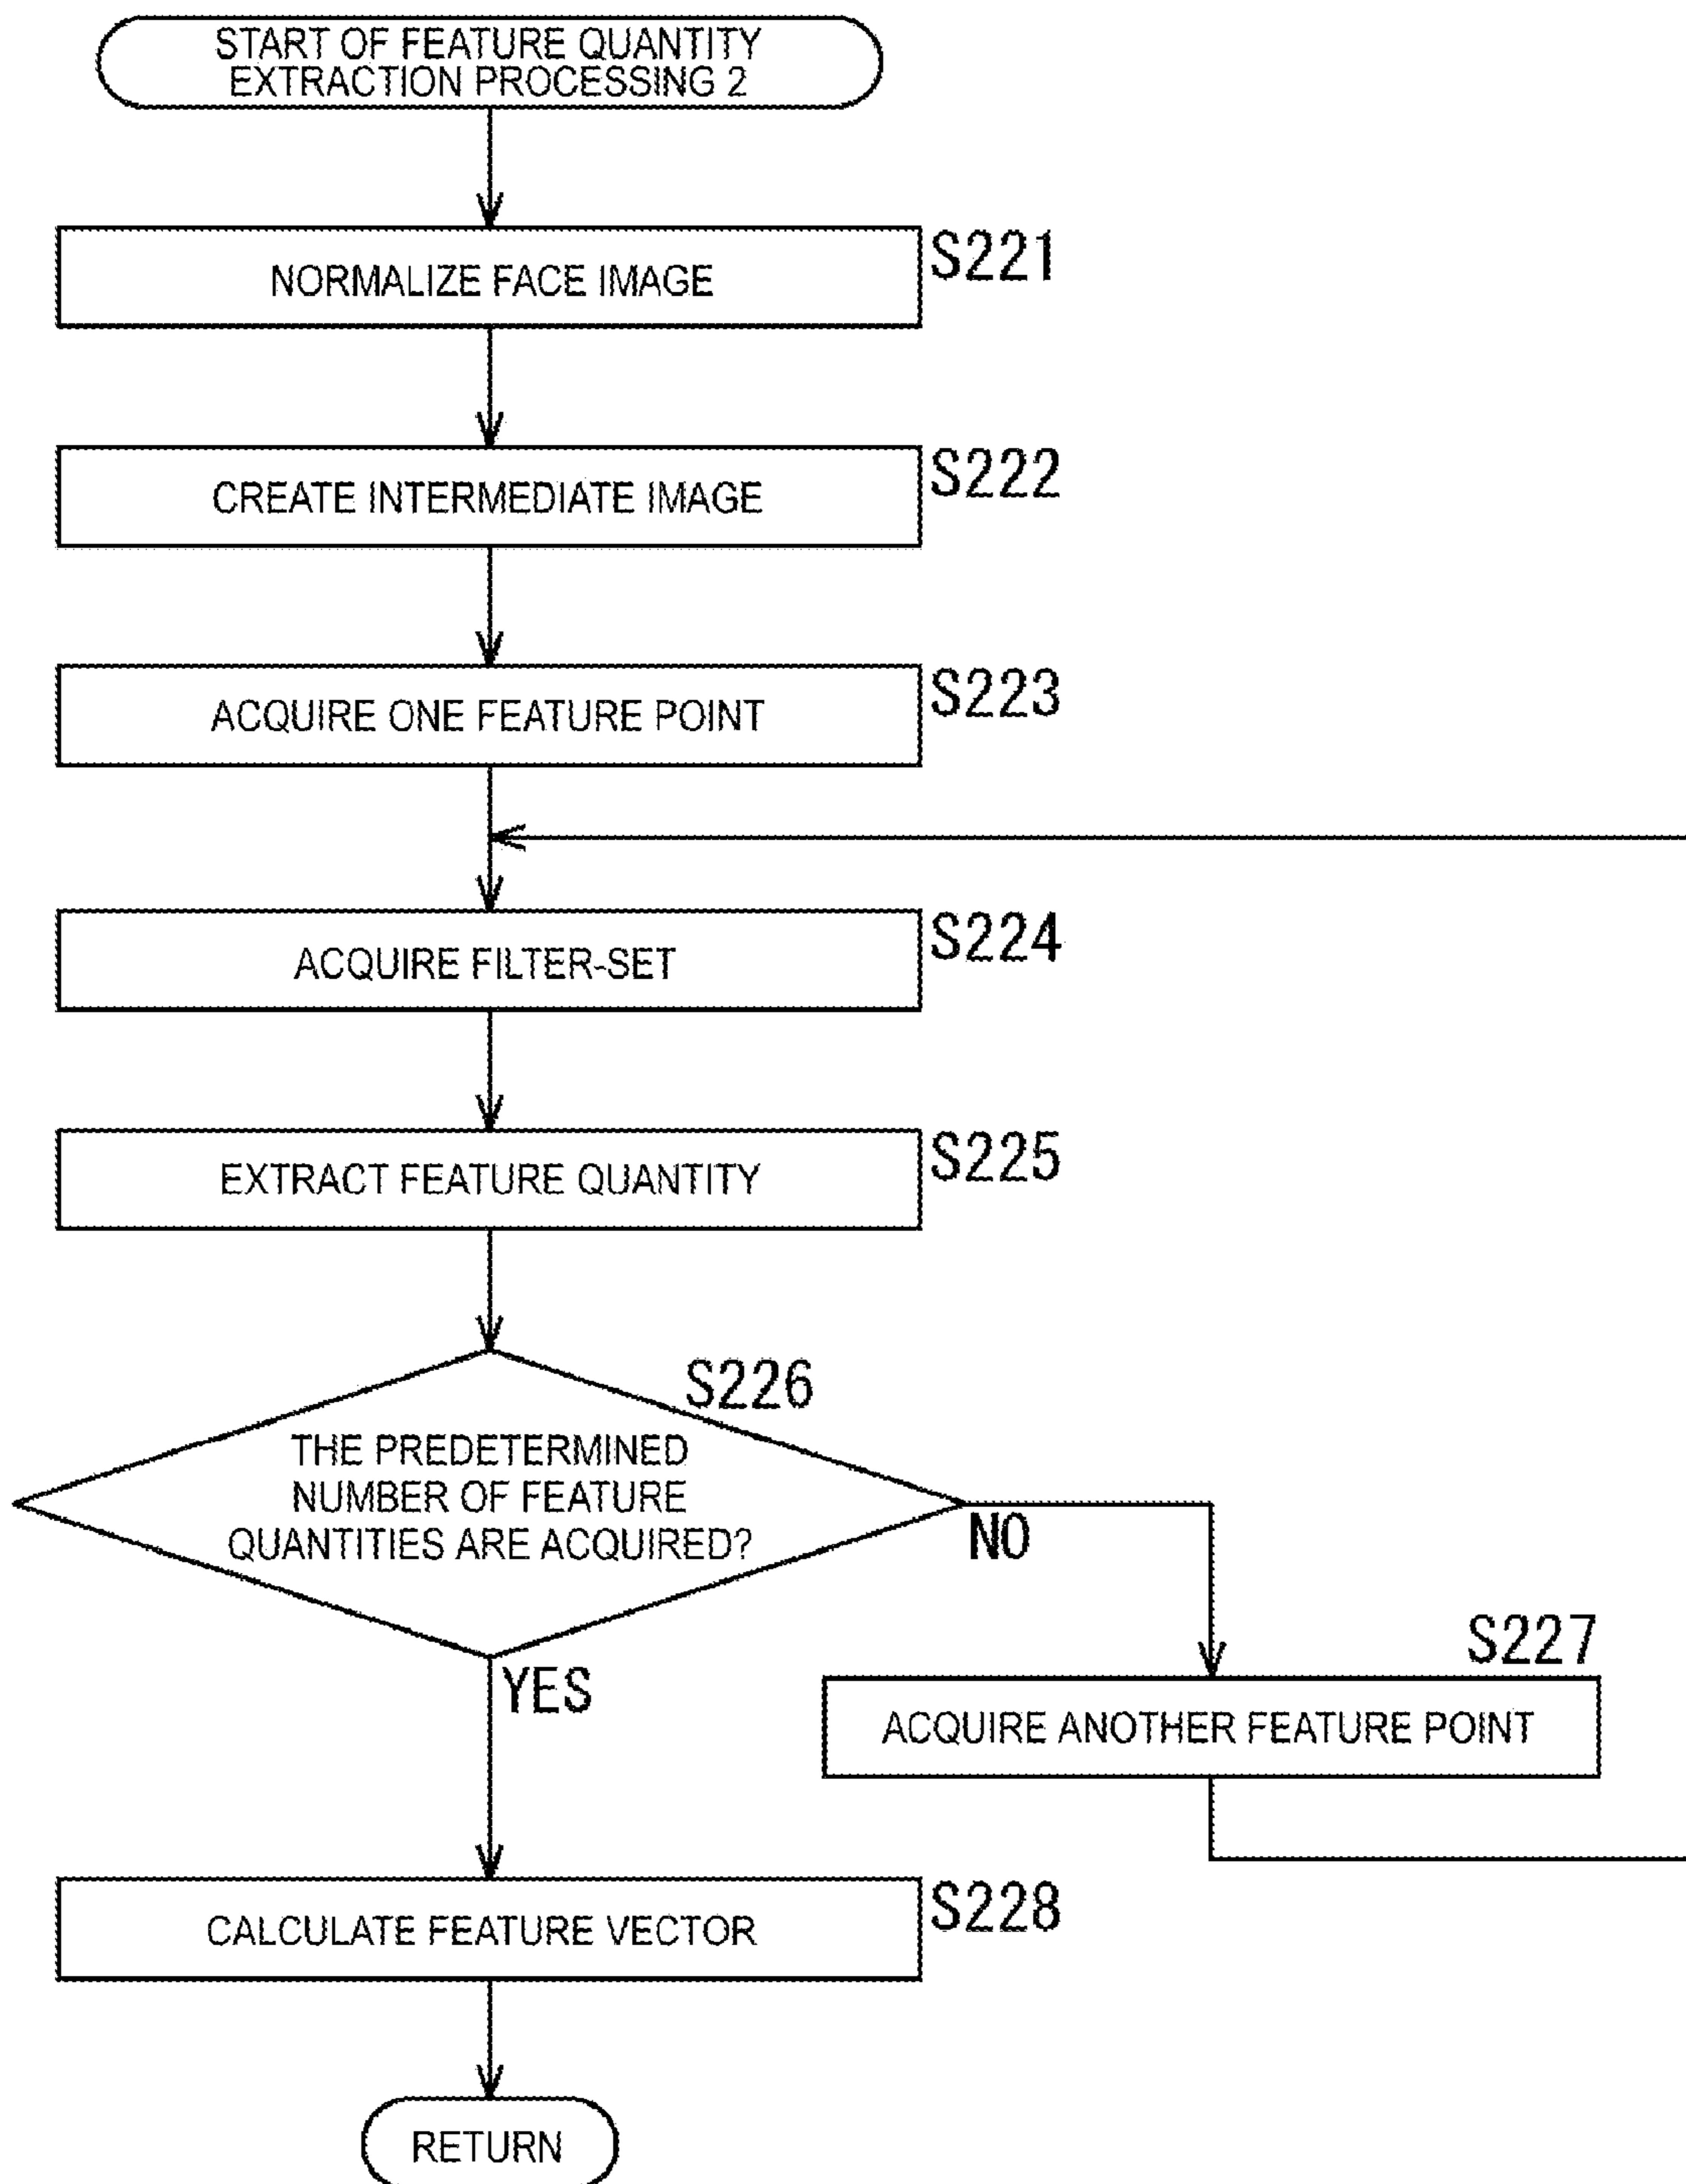 START OF FEATURE QUANTITY
EXTRACTION PROCESSING 2
NORMALIZE FACE IMAGE
S221
CREATE INTERMEDIATE IMAGE
S222
ACQUIRE ONE FEATURE POINT
S223
ACQUIRE FILTER-SET
S224
EXTRACT FEATURE QUANTITY
S225
S226
THE PREDETERMINED
NUMBER OF FEATURE
QUANTITIES ARE ACQUIRED?
NO
YES
S227
ACQUIRE ANOTHER FEATURE POINT
CALCULATE FEATURE VECTOR
S228
RETURN